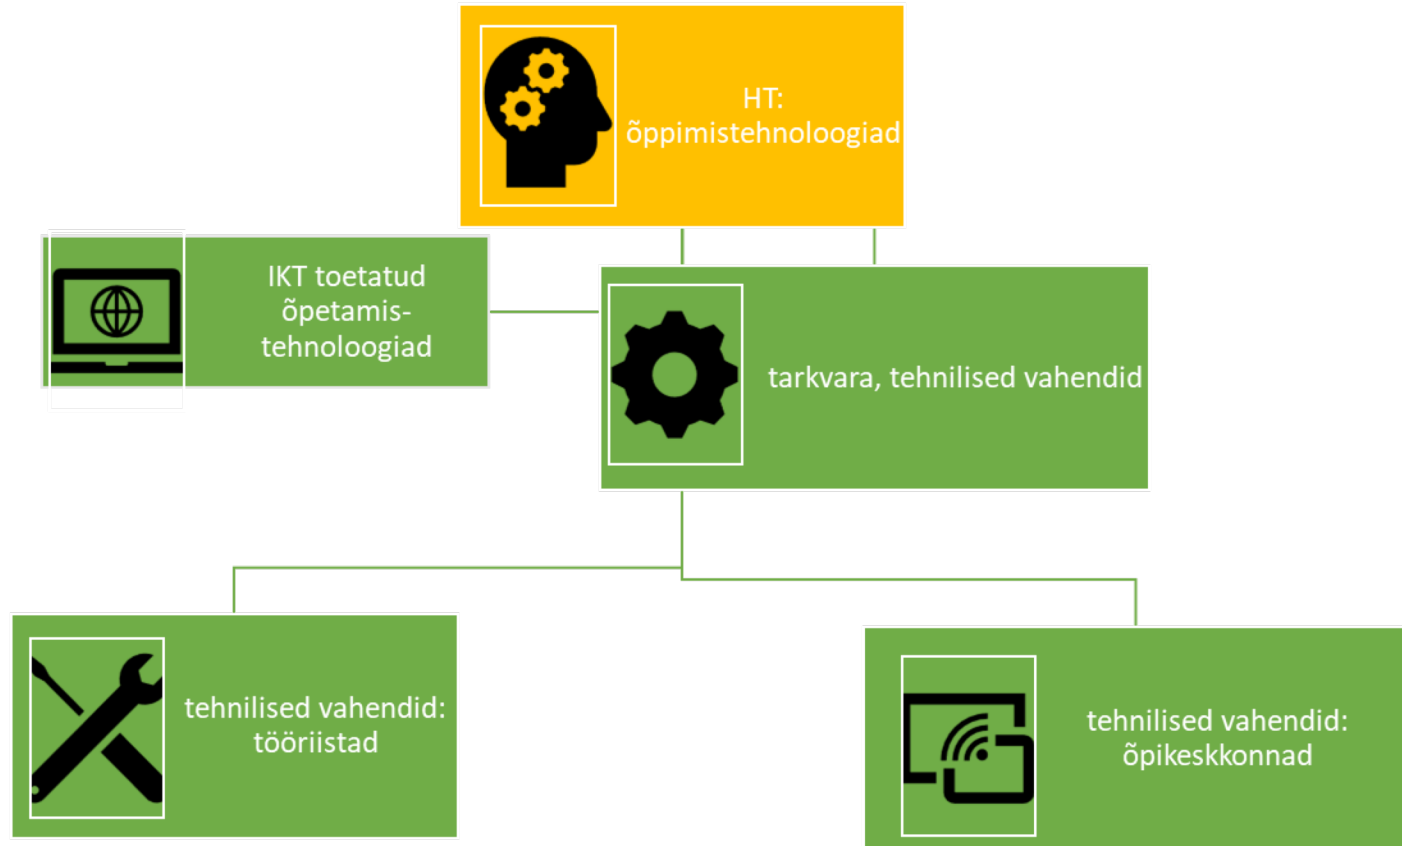 HT:
õppimistehnoloogiad
IKT toetatud
õpetamis-
tehnoloogiad
tarkvara, tehnilised vahendid
tehnilised vahendid:
tööriistad
tehnilised vahendid:
õpikeskkonnad